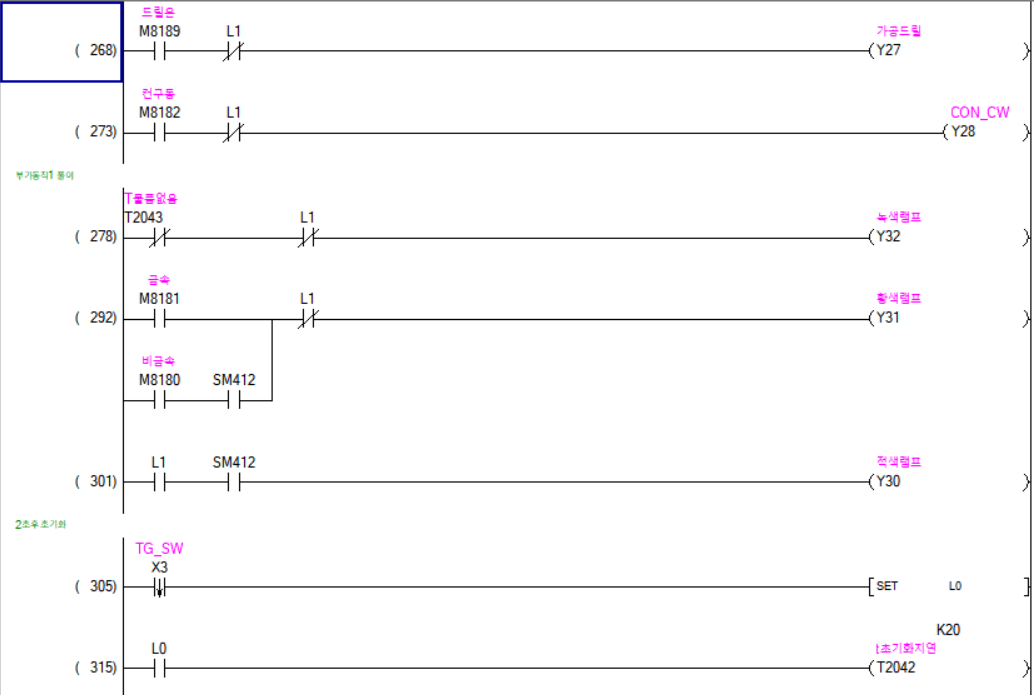 드릴온
M8189 L1 가공드릴
( 268) Y27
컨구동 CON_CW
M8182 L1
( 273) Y28
부가동작1 풀이
T물품없음
T2043 L1 녹색램프
( 278) Y32
금속
M8181 L1 황색램프
( 292) Y31
비금속
M8180 SM412
L1 SM412 적색램프
( 301) Y30
2초후 초기화
TG_SW
X3
( 305) SET L0
K20
L0 t초기화지연
( 315) T2042